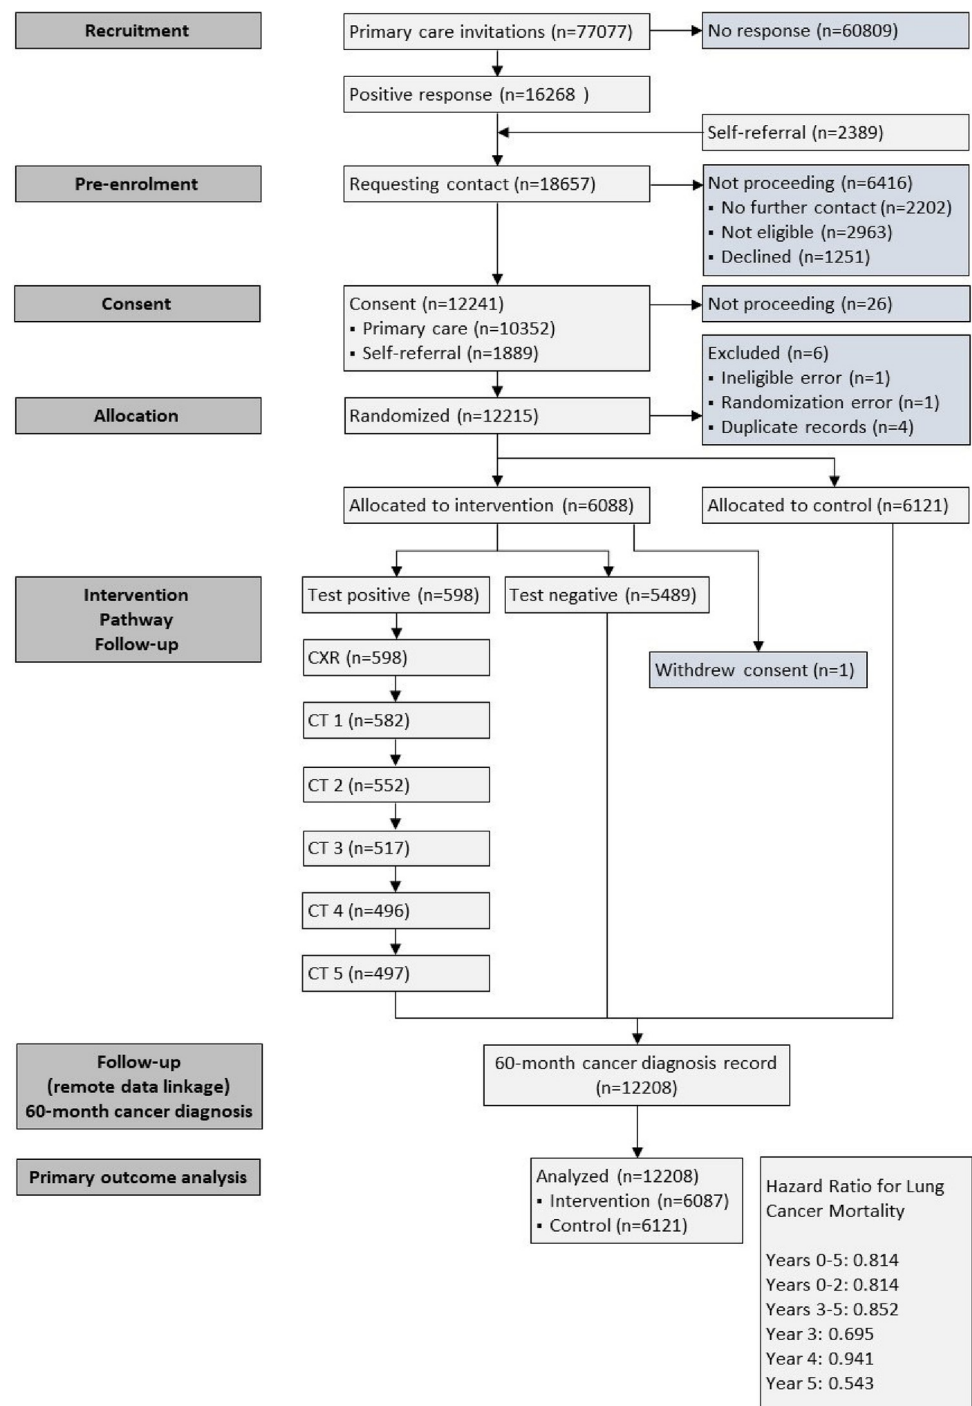 Recruitment
Primary care invitations (n=77077)
No response (n=60809)
Positive response (n=16268 )
Self-referral (n=2389)
Pre-enrolment
Requesting contact (n=18657)
Not proceeding (n=6416)
▪ No further contact (n=2202)
▪ Not eligible (n=2963)
▪ Declined (n=1251)
Consent
Consent (n=12241)
▪ Primary care (n=10352)
▪ Self-referral (n=1889)
Not proceeding (n=26)
Excluded (n=6)
▪ Ineligible error (n=1)
▪ Randomization error (n=1)
▪ Duplicate records (n=4)
Allocation
Randomized (n=12215)
Allocated to intervention (n=6088)
Allocated to control (n=6121)
Intervention
Pathway
Follow-up
Test positive (n=598)
Test negative (n=5489)
Withdrew consent (n=1)
CXR (n=598)
CT 1 (n=582)
CT 2 (n=552)
CT 3 (n=517)
CT 4 (n=496)
CT 5 (n=497)
Follow-up
(remote data linkage)
60-month cancer diagnosis
60-month cancer diagnosis record
(n=12208)
Primary outcome analysis
Analyzed (n=12208)
▪ Intervention (n=6087)
▪ Control (n=6121)
Hazard Ratio for Lung
Cancer Mortality
Years 0-5: 0.814
Years 0-2: 0.814
Years 3-5: 0.852
Year 3: 0.695
Year 4: 0.941
Year 5: 0.543